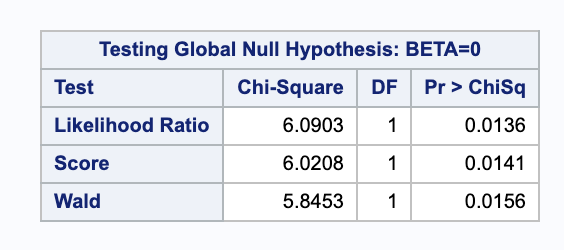 Testing Global Null Hypothesis: BETA=0
Test Chi-Square DF Pr > ChiSq
Likelihood Ratio 6.0903 1 0.0136
Score 6.0208 1 0.0141
Wald 5.8453 1 0.0156